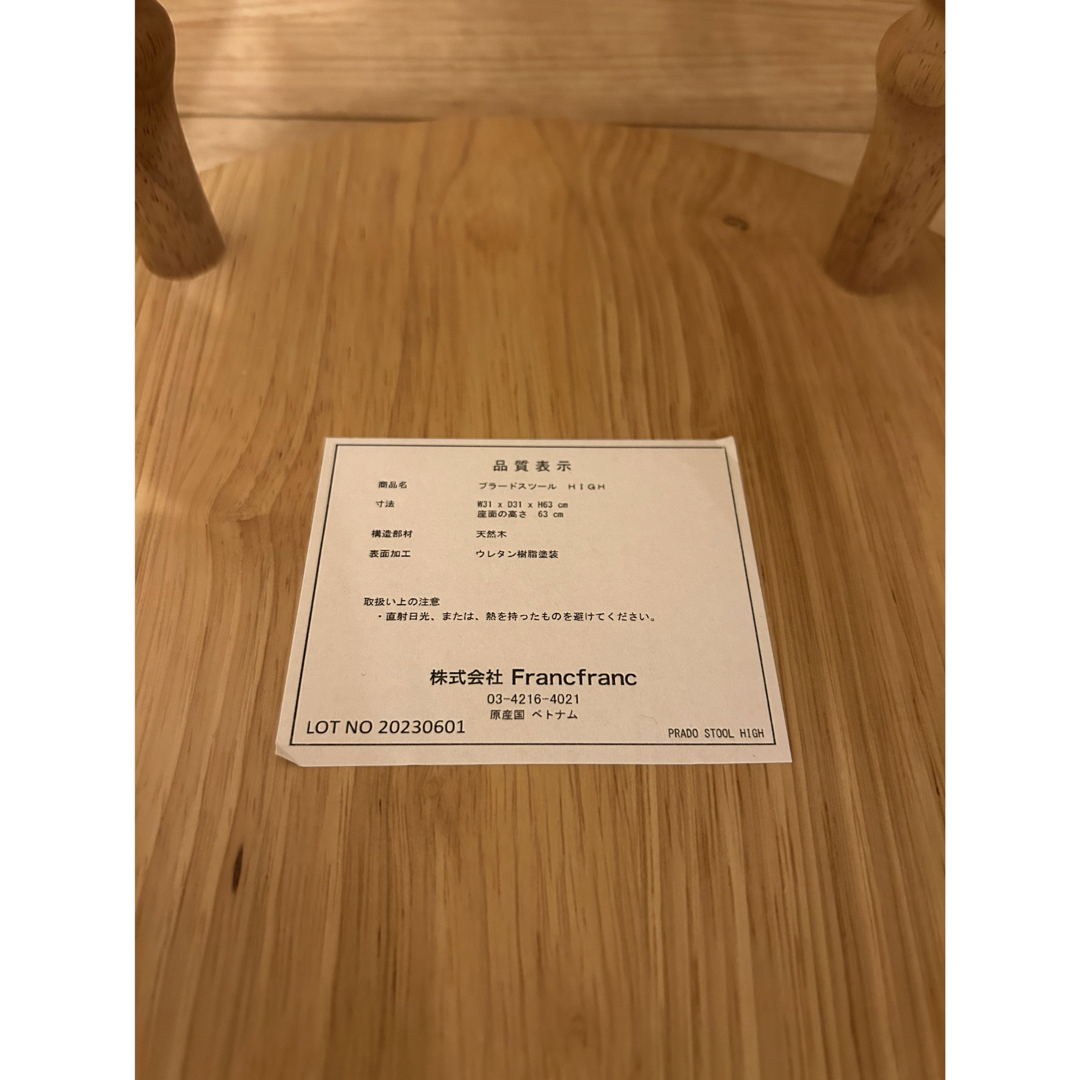 品質表示
商品名 プラードスツール HIGH
寸法 W31 x D31 x H63 cm
座面の高さ 63 cm
構造部材 天然木
表面加工 ウレタン樹脂塗装
取扱い上の注意
・直射日光、または、熱を持ったものを避けてください。
株式会社 Francfranc
03-4216-4021
原産国 ベトナム
LOT NO 20230601
PRADO STOOL HIGH